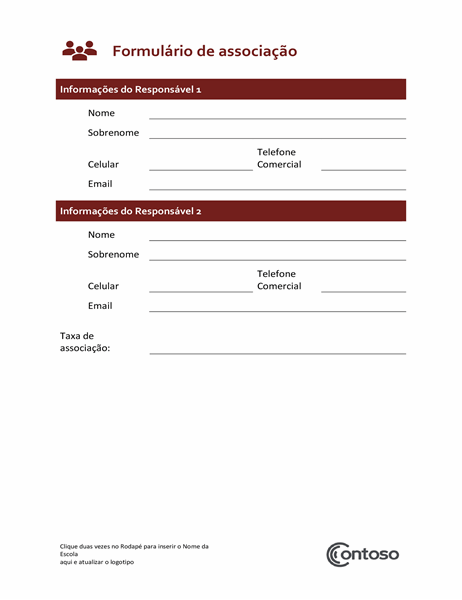 Formulário de associação
Informações do Responsável 1
Nome
Sobrenome
Celular
Telefone
Comercial
Email
Informações do Responsável 2
Nome
Sobrenome
Celular
Telefone
Comercial
Email
Taxa de
associação:
Clique duas vezes no Rodapé para inserir o Nome da
Escola
aqui e atualizar o logotipo
Contoso